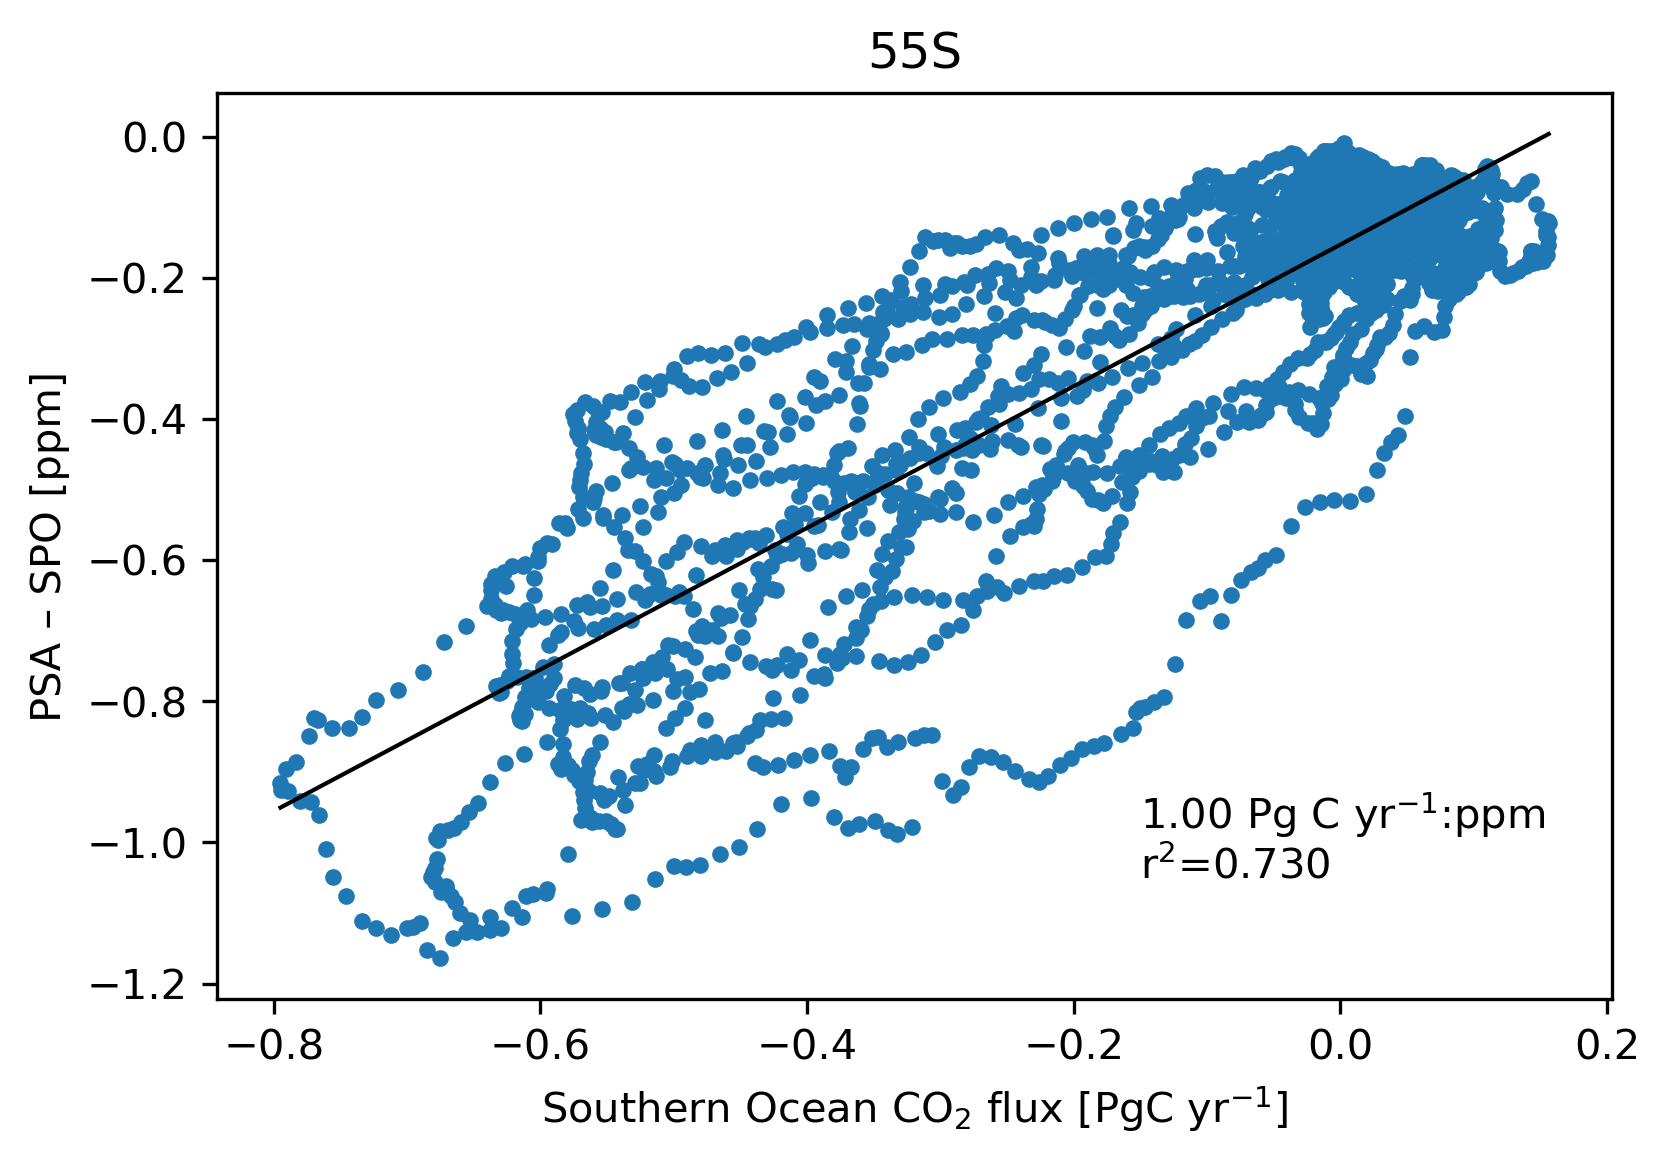 55S
0.0
−0.2
−0.4
−0.6
−0.8
−1.0
−1.2
PSA – SPO [ppm]
1.00 Pg C yr⁻¹:ppm
r²=0.730
−0.8 −0.6 −0.4 −0.2 0.0 0.2
Southern Ocean CO₂ flux [PgC yr⁻¹]